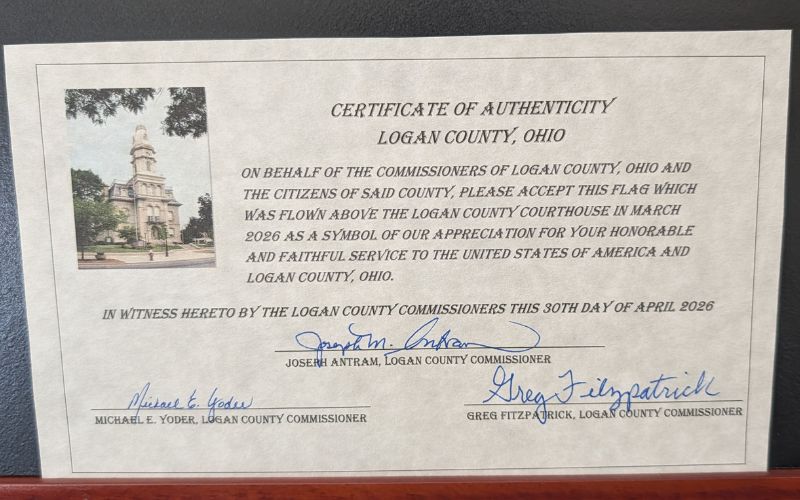 CERTIFICATE OF AUTHENTICITY
LOGAN COUNTY, OHIO
ON BEHALF OF THE COMMISSIONERS OF LOGAN COUNTY, OHIO AND
THE CITIZENS OF SAID COUNTY, PLEASE ACCEPT THIS FLAG WHICH
WAS FLOWN ABOVE THE LOGAN COUNTY COURTHOUSE IN MARCH
2026 AS A SYMBOL OF OUR APPRECIATION FOR YOUR HONORABLE
AND FAITHFUL SERVICE TO THE UNITED STATES OF AMERICA AND
LOGAN COUNTY, OHIO.
IN WITNESS HERETO BY THE LOGAN COUNTY COMMISSIONERS THIS 30TH DAY OF APRIL 2026
Joseph M. Antram
JOSEPH ANTRAM, LOGAN COUNTY COMMISSIONER
Michael E. Yoder
MICHAEL E. YODER, LOGAN COUNTY COMMISSIONER
Greg Fitzpatrick
GREG FITZPATRICK, LOGAN COUNTY COMMISSIONER